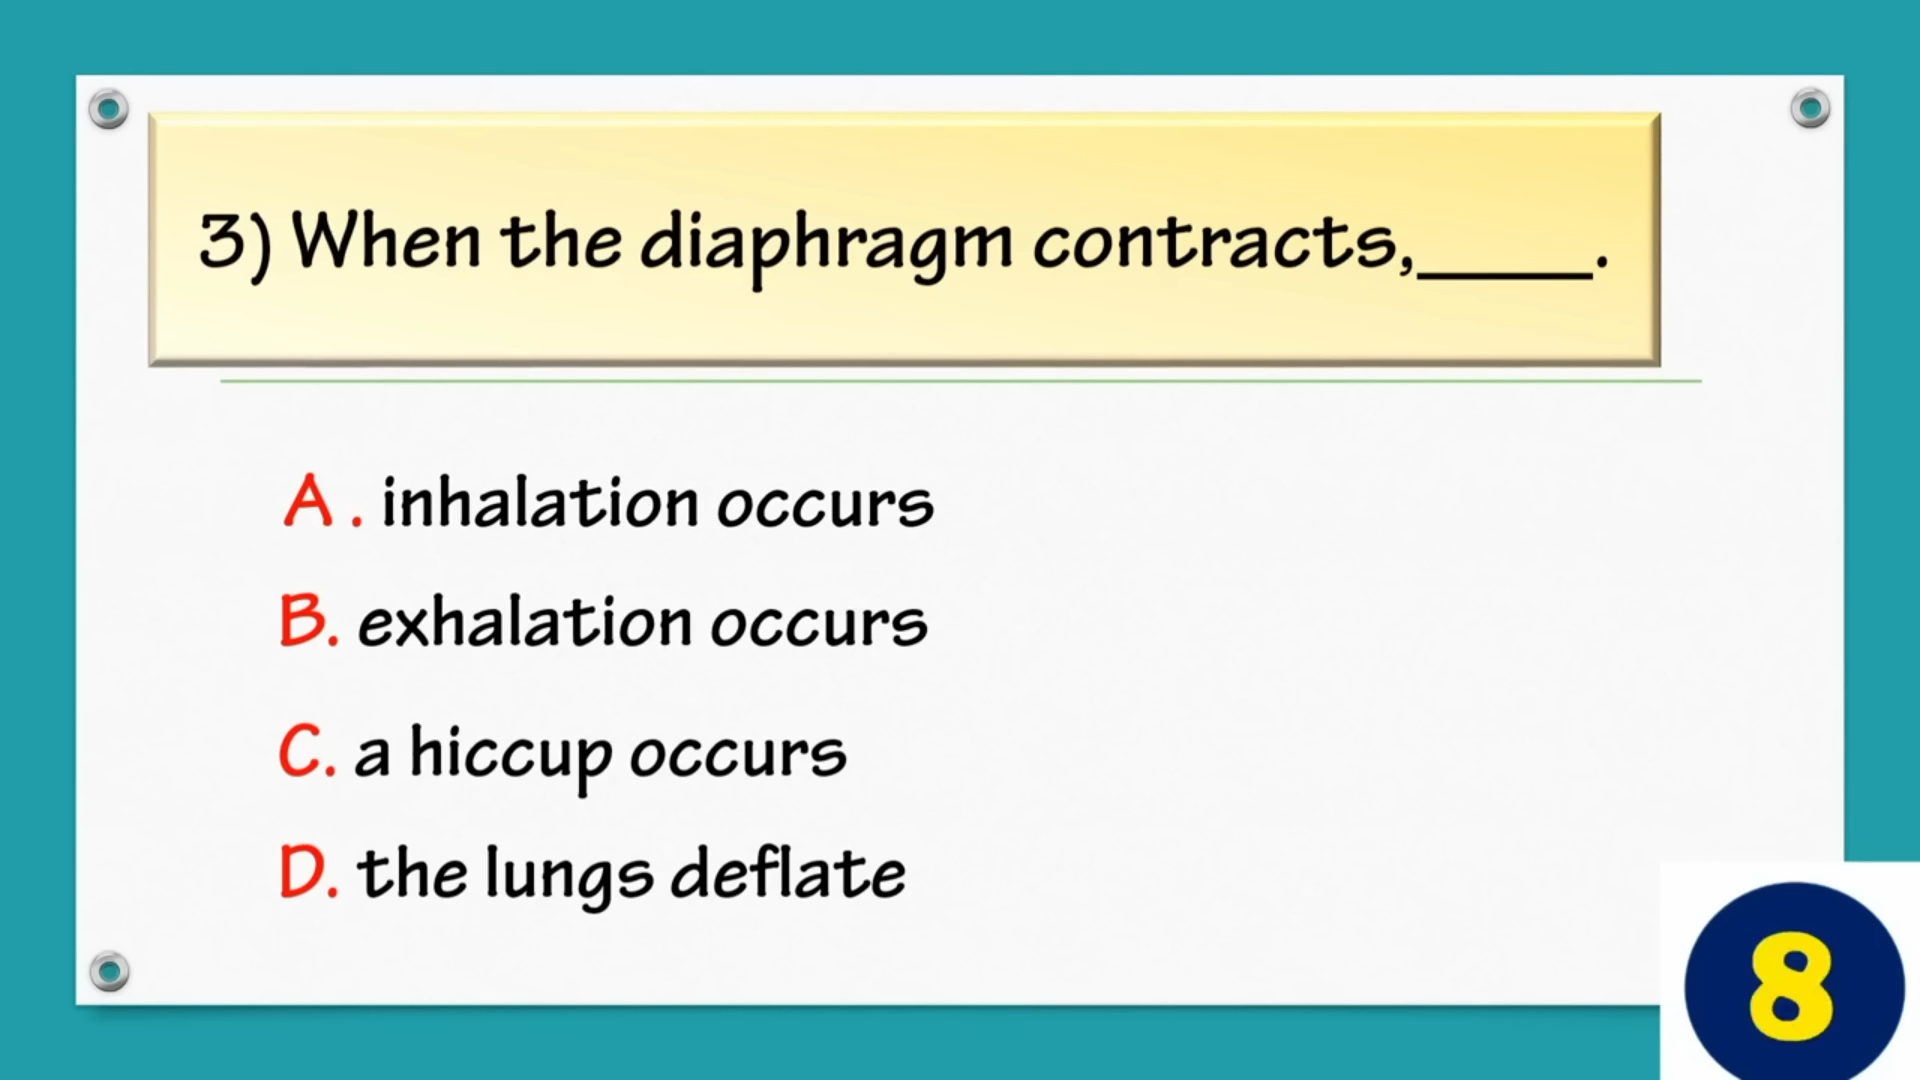 3) When the diaphragm contracts,_____.
A . inhalation occurs
B. exhalation occurs
C. a hiccup occurs
D. the lungs deflate
8